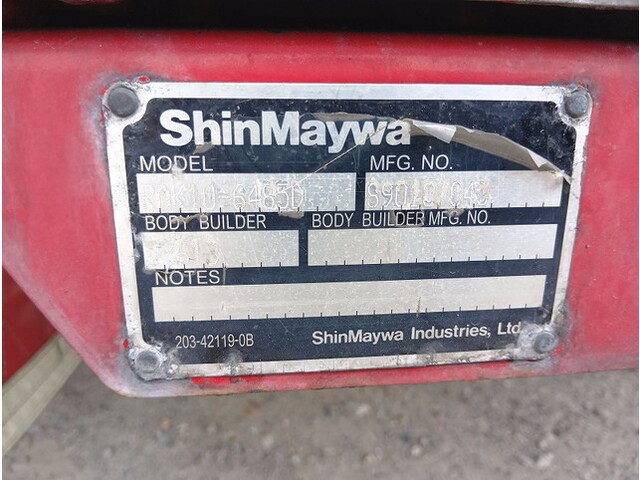 ShinMaywa
MODEL MFG. NO.
BODY BUILDER BODY BUILDER MFG. NO.
NOTES
203-42119-0B ShinMaywa Industries, Ltd.